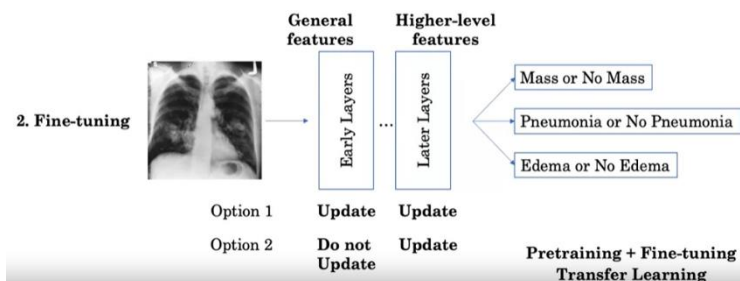 General features
Higher-level features
2. Fine-tuning
Early Layers
...
Later Layers
Mass or No Mass
Pneumonia or No Pneumonia
Edema or No Edema
Option 1 Update Update
Option 2 Do not Update Update
Pretraining + Fine-tuning
Transfer Learning